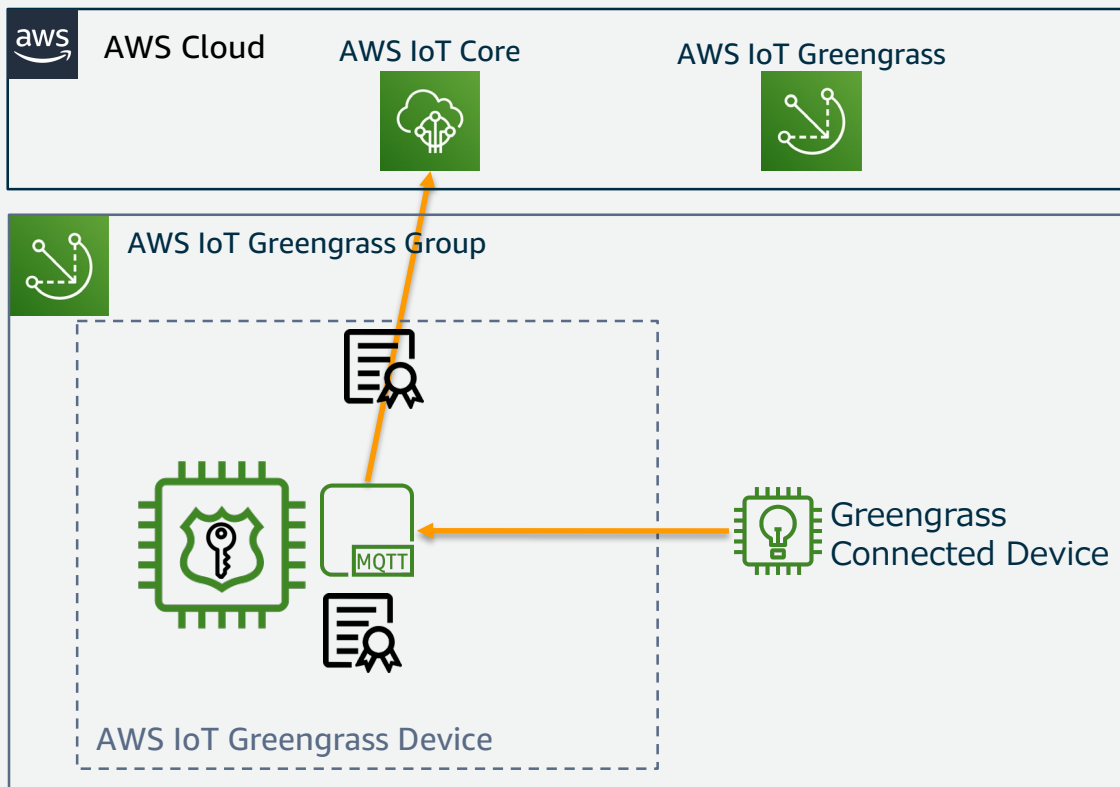 aws
AWS Cloud
AWS IoT Core
AWS IoT Greengrass
AWS IoT Greengrass Group
MQTT
Greengrass
Connected Device
AWS IoT Greengrass Device